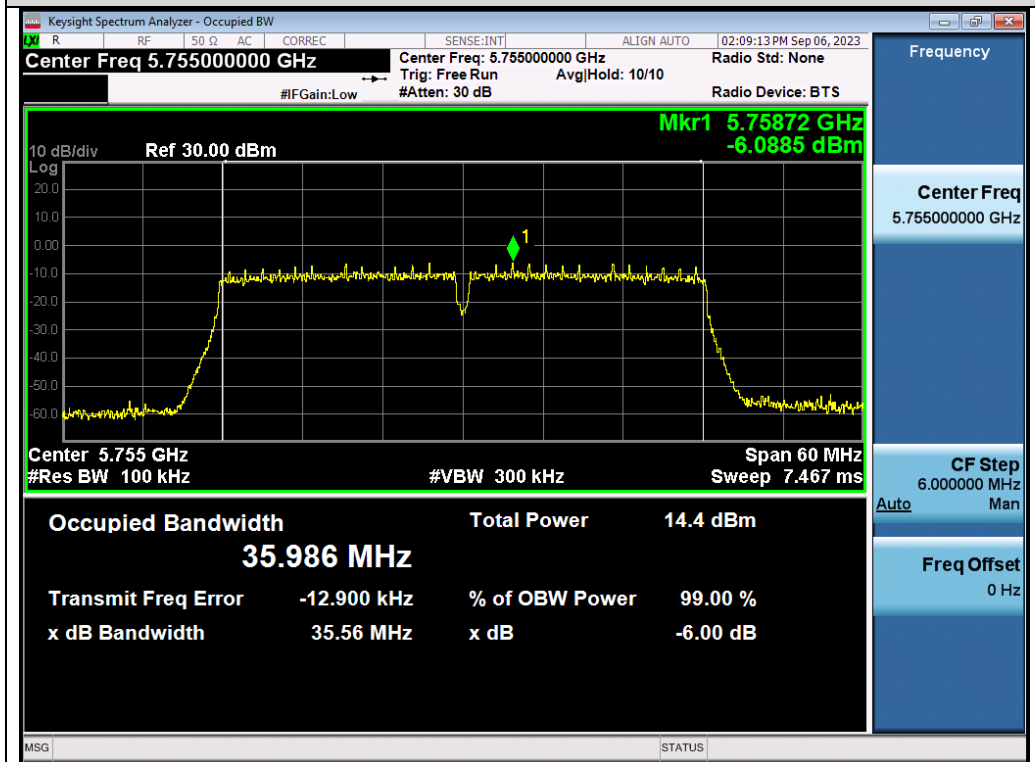 Keysight Spectrum Analyzer - Occupied BW
LXI R RF 50 Ω AC CORREC SENSE:INT ALIGN AUTO 02:09:13 PM Sep 06, 2023
Center Freq 5.755000000 GHz
Center Freq: 5.755000000 GHz
Radio Std: None
Trig: Free Run
Avg|Hold: 10/10
#IFGain:Low
#Atten: 30 dB
Radio Device: BTS
Mkr1 5.75872 GHz
-6.0885 dBm
10 dB/div
Ref 30.00 dBm
Log
20.0
10.0
0.00
-10.0
-20.0
-30.0
-40.0
-50.0
-60.0
1
Center 5.755 GHz
Span 60 MHz
#Res BW 100 kHz
#VBW 300 kHz
Sweep 7.467 ms
Occupied Bandwidth
Total Power 14.4 dBm
35.986 MHz
Transmit Freq Error -12.900 kHz
% of OBW Power 99.00 %
x dB Bandwidth 35.56 MHz
x dB -6.00 dB
Frequency
Center Freq
5.755000000 GHz
CF Step
6.000000 MHz
Auto Man
Freq Offset
0 Hz
MSG
STATUS